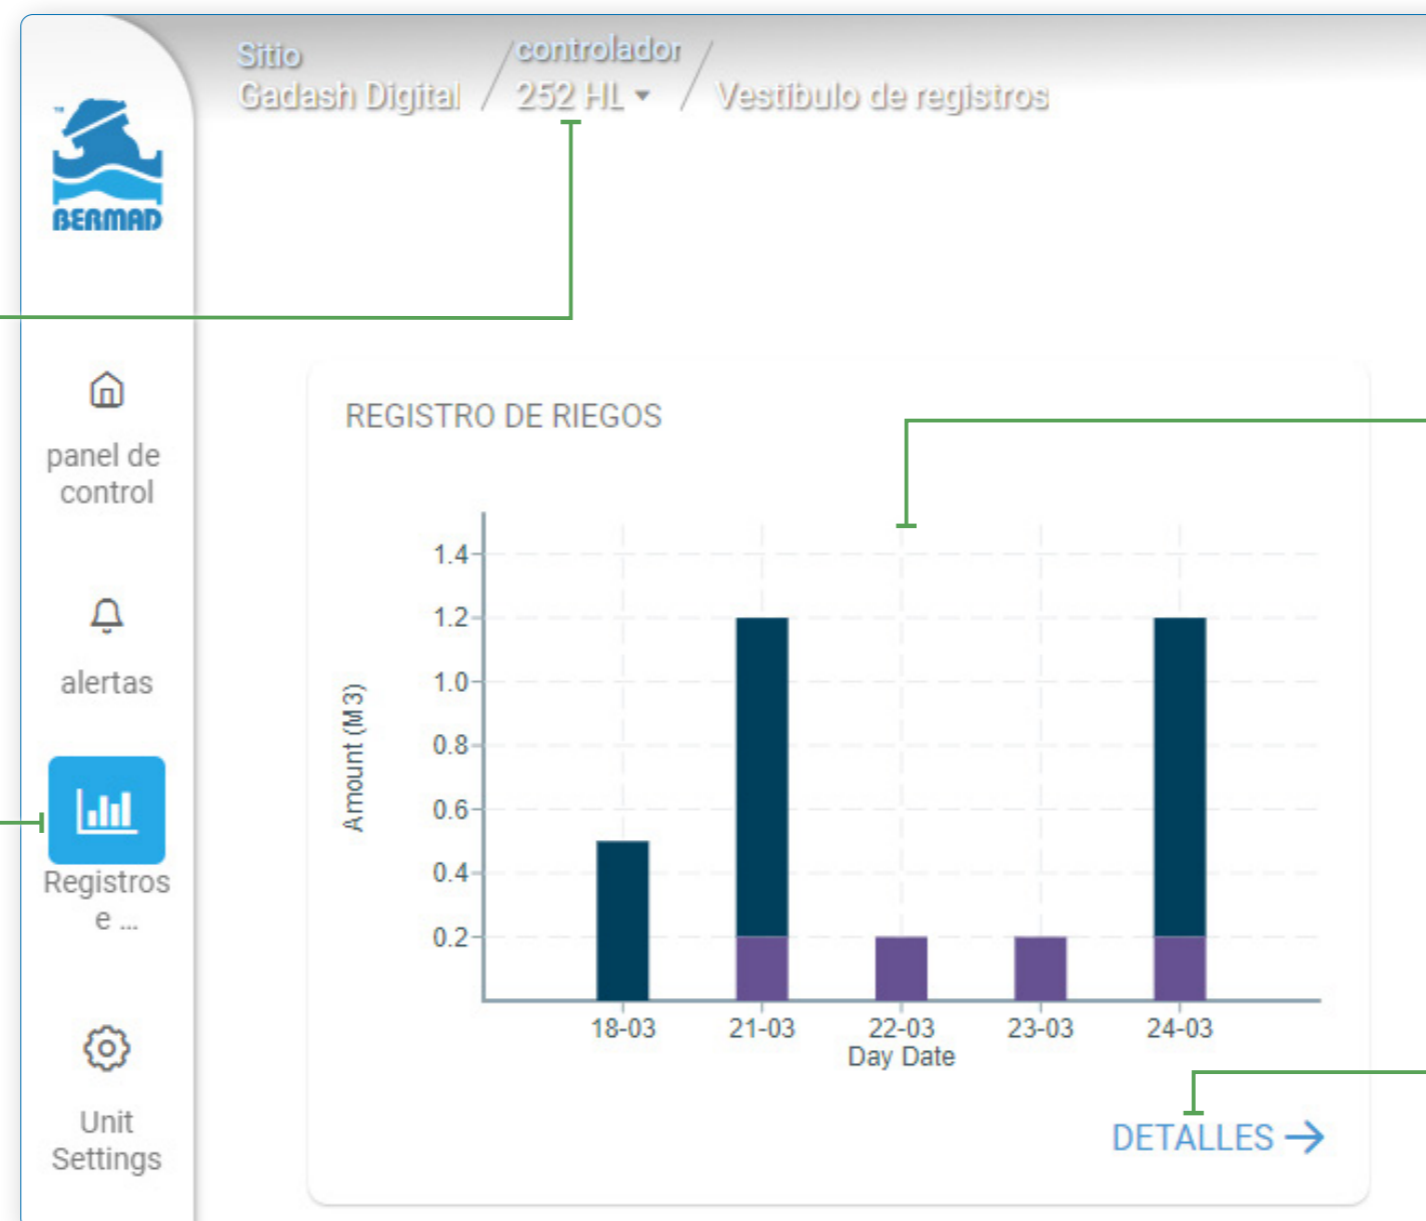 Sitio
Gadash Digital
controlador
252 HL
Vestíbulo de registros
BERMAD
panel de
control
alertas
Registros
e ...
Unit
Settings
REGISTRO DE RIEGOS
Amount (M3)
1.4
1.2
1.0
0.8
0.6
0.4
0.2
18-03
21-03
22-03
23-03
24-03
Day Date
DETALLES